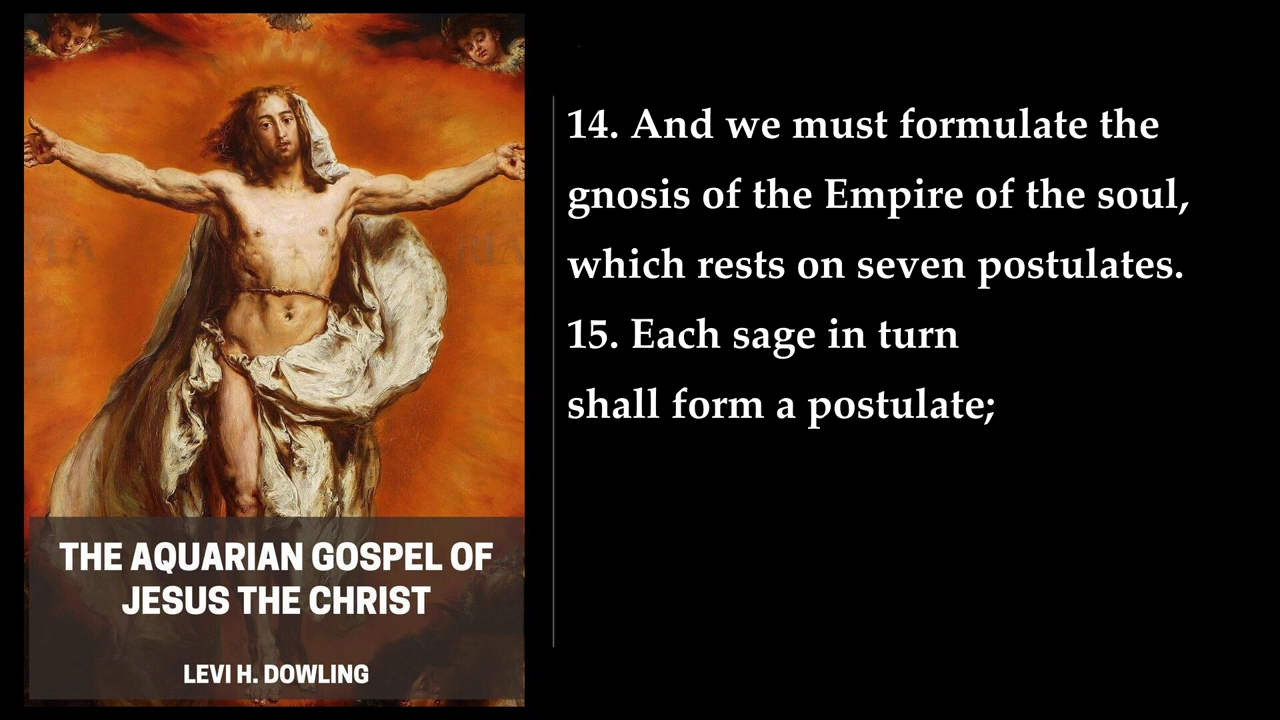 14. And we must formulate the
gnosis of the Empire of the soul,
which rests on seven postulates.
15. Each sage in turn
shall form a postulate;
THE AQUARIAN GOSPEL OF
JESUS THE CHRIST
LEVI H. DOWLING